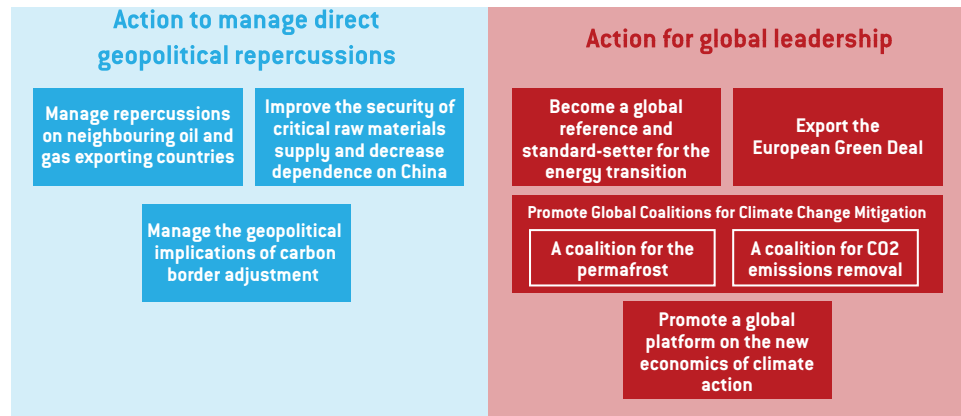 Action to manage direct
geopolitical repercussions
Manage repercussions
on neighbouring oil and
gas exporting countries
Improve the security of
critical raw materials
supply and decrease
dependence on China
Manage the geopolitical
implications of carbon
border adjustment
Action for global leadership
Become a global
reference and
standard-setter for the
energy transition
Export the
European Green Deal
Promote Global Coalitions for Climate Change Mitigation
A coalition for the
permafrost
A coalition for CO2
emissions removal
Promote a global
platform on the new
economics of climate
action